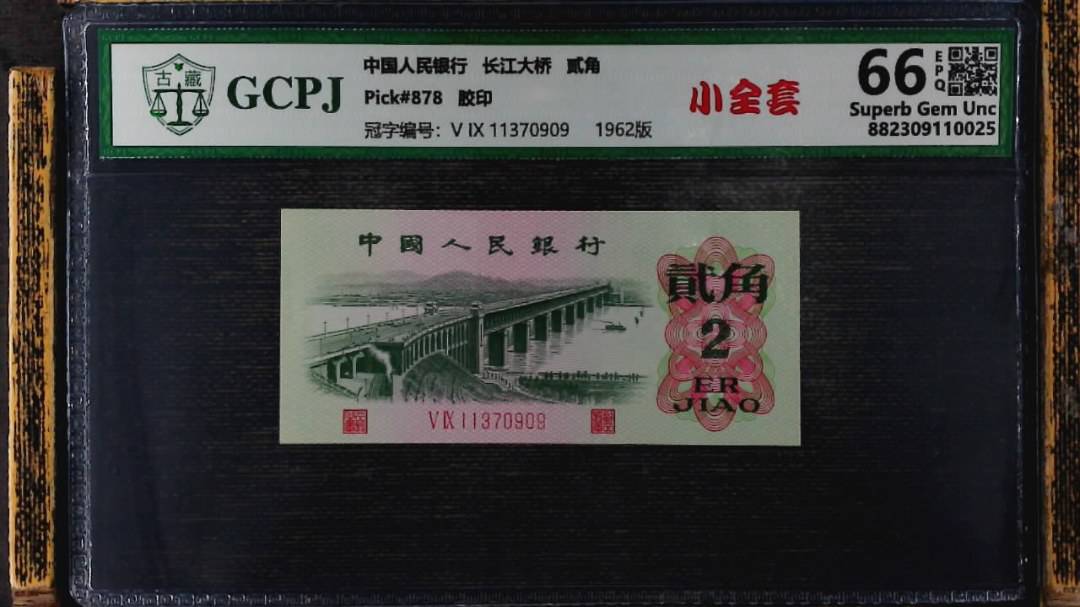 古藏
GCPJ
中国人民银行 长江大桥 贰角
Pick#878 胶印
冠字编号: V IX 11370909 1962版
小全套
66
EPQ
Superb Gem Unc
882309110025
中國人民銀行
貳角
2
ER
JIAO
V IX 11370909